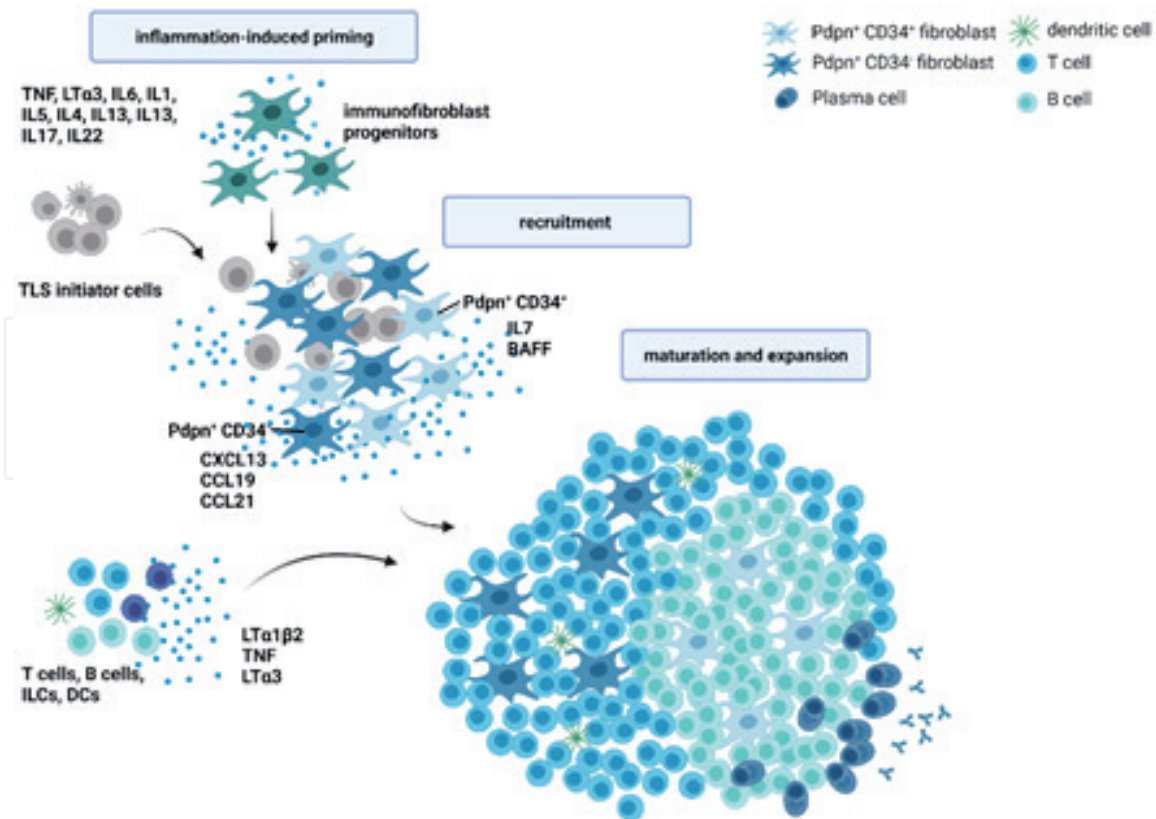 inflammation-induced priming
Pdpn⁺ CD34⁺ fibroblast
dendritic cell
Pdpn⁺ CD34⁻ fibroblast
T cell
Plasma cell
B cell
TNF, LTα3, IL6, IL1,
IL5, IL4, IL13, IL13,
IL17, IL22
immunofibroblast
progenitors
recruitment
TLS initiator cells
Pdpn⁺ CD34⁺
IL7
BAFF
maturation and expansion
Pdpn⁺ CD34
CXCL13
CCL19
CCL21
LTα1β2
TNF
LTα3
T cells, B cells,
ILCs, DCs